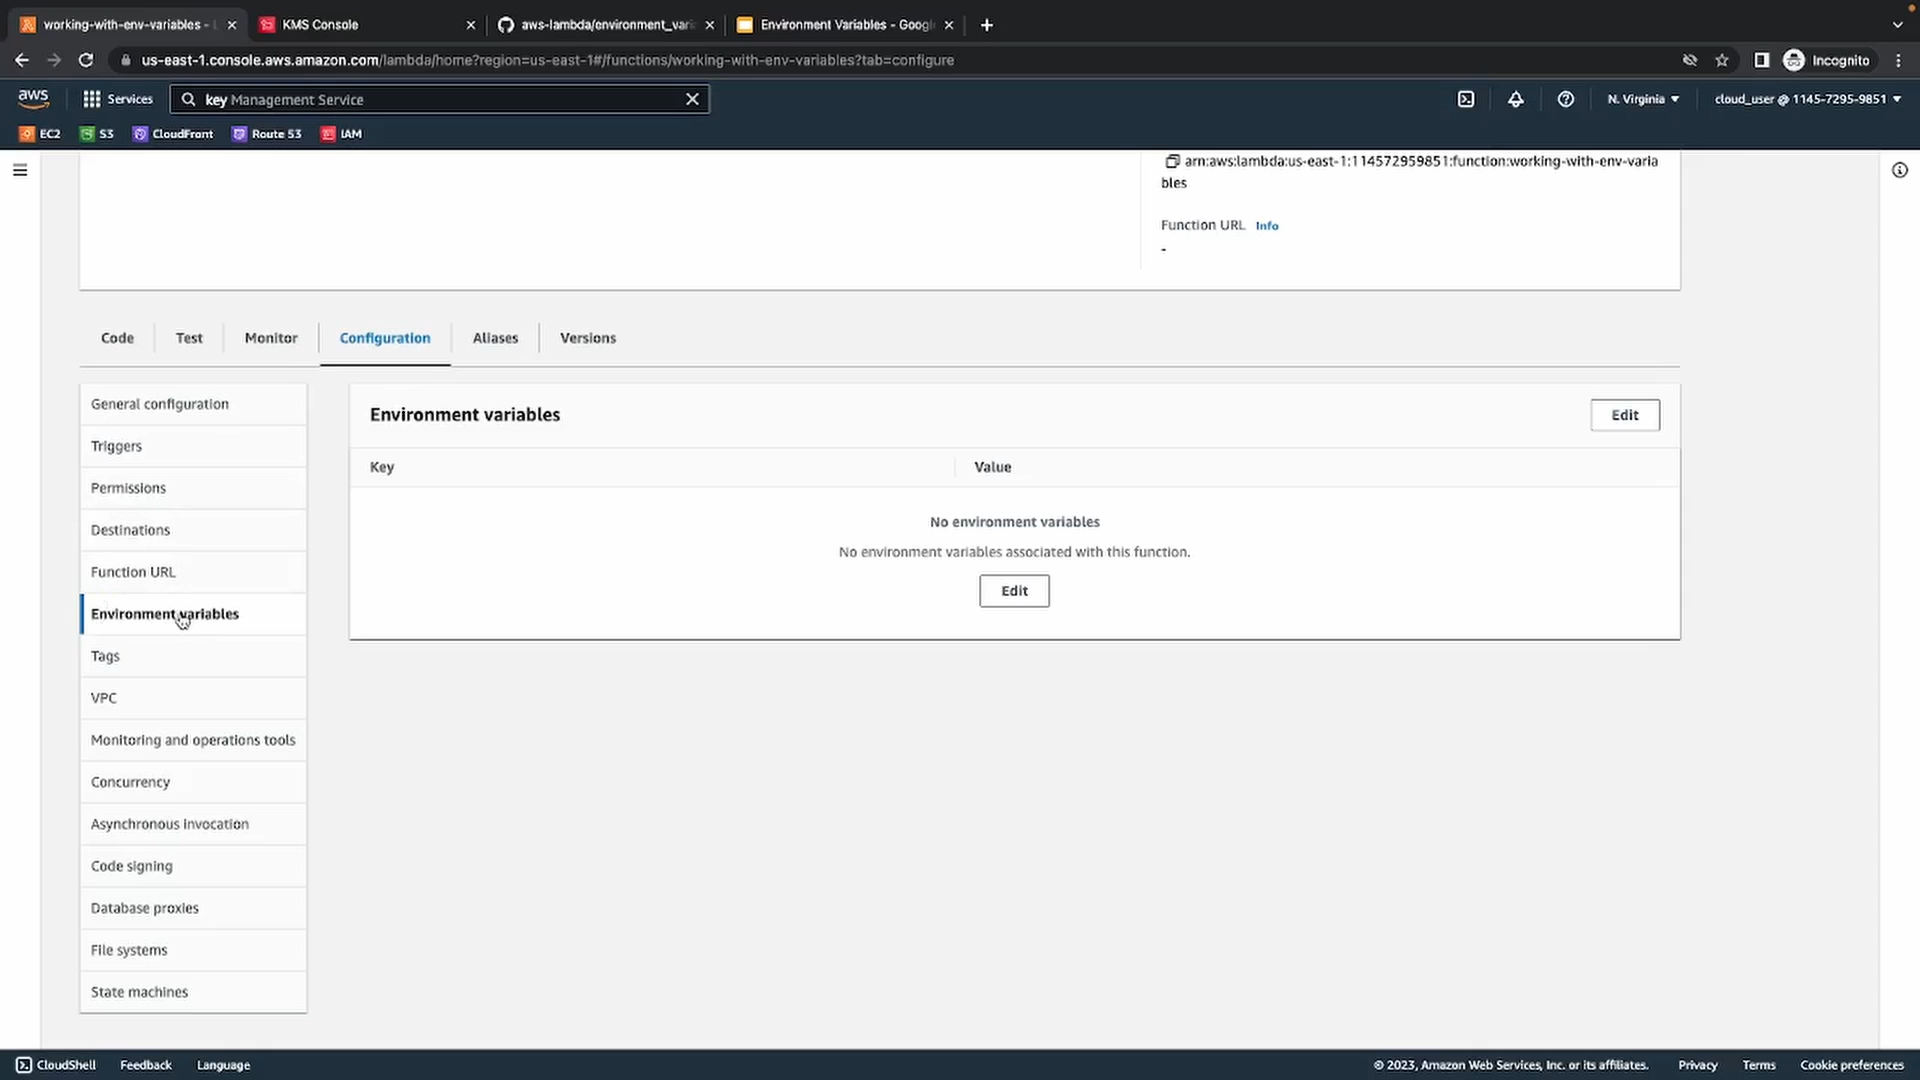 working-with-env-variables - L
KMS Console
aws-lambda/environment_vari
Environment Variables - Google
us-east-1.console.aws.amazon.com/lambda/home?region=us-east-1#/functions/working-with-env-variables?tab=configure
Incognito
aws
Services
key Management Service
N. Virginia
cloud_user @ 1145-7295-9851
EC2
S3
CloudFront
Route 53
IAM
arn:aws:lambda:us-east-1:114572959851:function:working-with-env-varia
bles
Function URL Info
-
Code
Test
Monitor
Configuration
Aliases
Versions
General configuration
Triggers
Permissions
Destinations
Function URL
Environment variables
Tags
VPC
Monitoring and operations tools
Concurrency
Asynchronous invocation
Code signing
Database proxies
File systems
State machines
Environment variables
Edit
Key
Value
No environment variables
No environment variables associated with this function.
Edit
CloudShell
Feedback
Language
© 2023, Amazon Web Services, Inc. or its affiliates.
Privacy
Terms
Cookie preferences